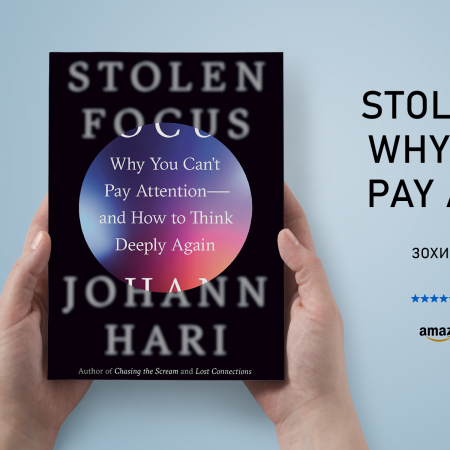 STOLEN
FOCUS
Why You Can't
Pay Attention—
and How to Think
Deeply Again
JOHANN
HARI
Author of Chasing the Scream and Lost Connections
STOL
WHY
PAY
ЗОХИ
amaz